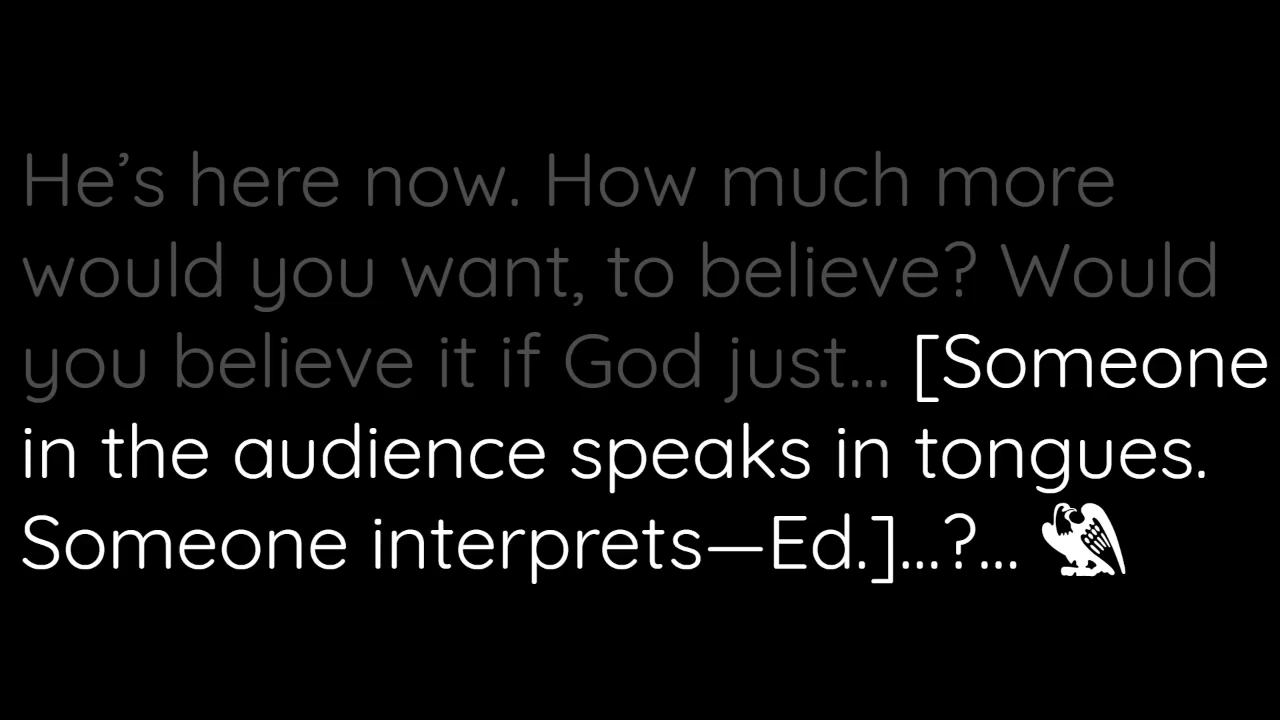 He’s here now. How much more
would you want, to believe? Would
you believe it if God just... [Someone
in the audience speaks in tongues.
Someone interprets—Ed.]...?...